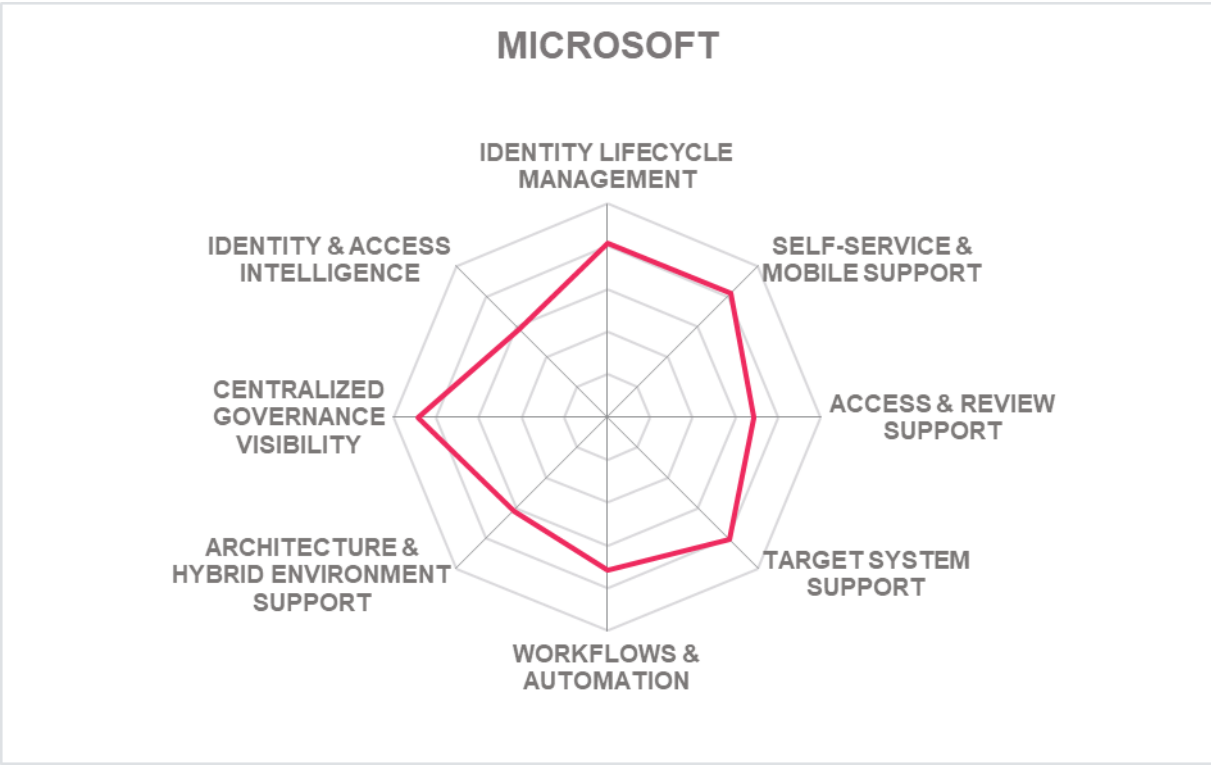 MICROSOFT
IDENTITY LIFECYCLE
MANAGEMENT
SELF-SERVICE &
MOBILE SUPPORT
ACCESS & REVIEW
SUPPORT
TARGET SYSTEM
SUPPORT
WORKFLOWS &
AUTOMATION
ARCHITECTURE &
HYBRID ENVIRONMENT
SUPPORT
CENTRALIZED
GOVERNANCE
VISIBILITY
IDENTITY & ACCESS
INTELLIGENCE